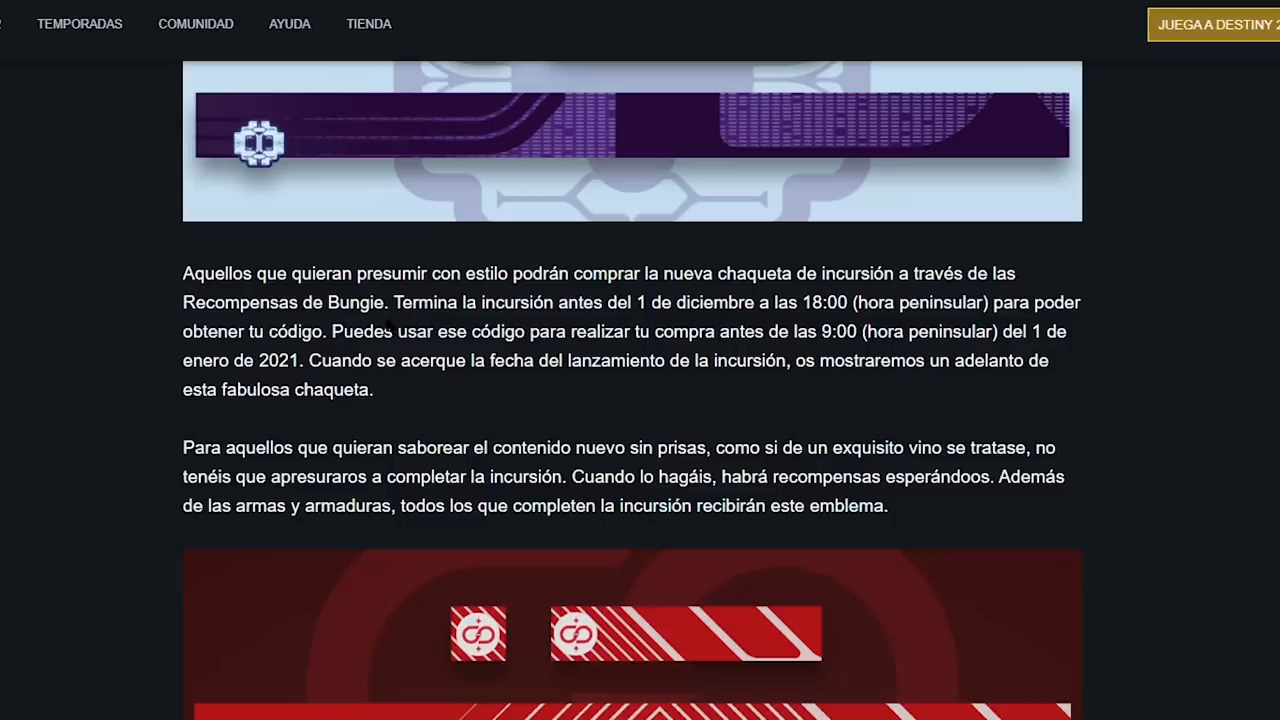 TEMPORADAS COMUNIDAD AYUDA TIENDA JUEGA A DESTINY 2
Aquellos que quieran presumir con estilo podrán comprar la nueva chaqueta de incursión a través de las
Recompensas de Bungie. Termina la incursión antes del 1 de diciembre a las 18:00 (hora peninsular) para poder
obtener tu código. Puedes usar ese código para realizar tu compra antes de las 9:00 (hora peninsular) del 1 de
enero de 2021. Cuando se acerque la fecha del lanzamiento de la incursión, os mostraremos un adelanto de
esta fabulosa chaqueta.
Para aquellos que quieran saborear el contenido nuevo sin prisas, como si de un exquisito vino se tratase, no
tenéis que apresuraros a completar la incursión. Cuando lo hagáis, habrá recompensas esperándoos. Además
de las armas y armaduras, todos los que completen la incursión recibirán este emblema.